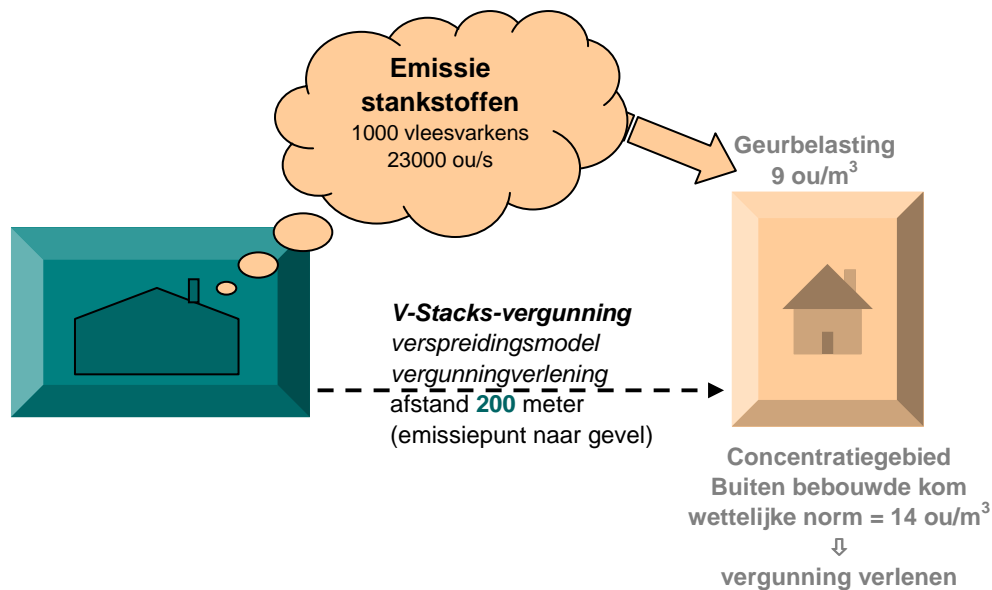 Emissie
stankstoffen
1000 vleesvarkens
23000 ou/s
Geurbelasting
9 ou/m³
V-Stacks-vergunning
verspreidingsmodel
vergunningverlening
afstand 200 meter
(emissiepunt naar gevel)
Concentratiegebied
Buiten bebouwde kom
wettelijke norm = 14 ou/m³
⇩
vergunning verlenen